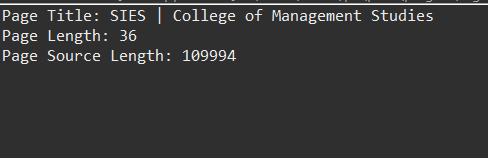 Page Title: SIES | College of Management Studies
Page Length: 36
Page Source Length: 109994